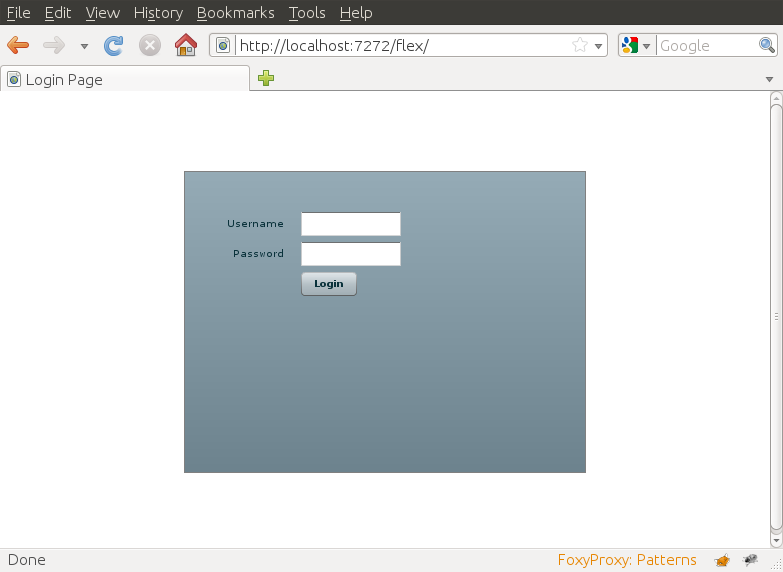 File Edit View History Bookmarks Tools Help
http://localhost:7272/flex/ Google
Login Page
Username
Password
Login
Done FoxyProxy: Patterns